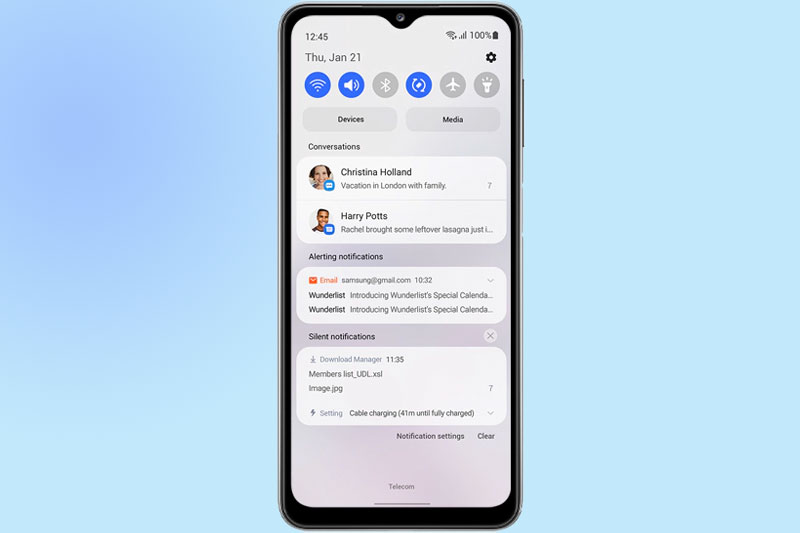 12:45 100%
Thu, Jan 21
Devices Media
Conversations
Christina Holland
Vacation in London with family. 7
Harry Potts
Rachel brought some leftover lasagna just i...
Alerting notifications
Email samsung@gmail.com 10:32
Wunderlist Introducing Wunderlist's Special Calenda...
Wunderlist Introducing Wunderlist's Special Calenda...
Silent notifications
Download Manager 11:35
Members list_UDL.xsl
Image.jpg 7
Setting Cable charging (41m until fully charged)
Notification settings Clear
Telecom